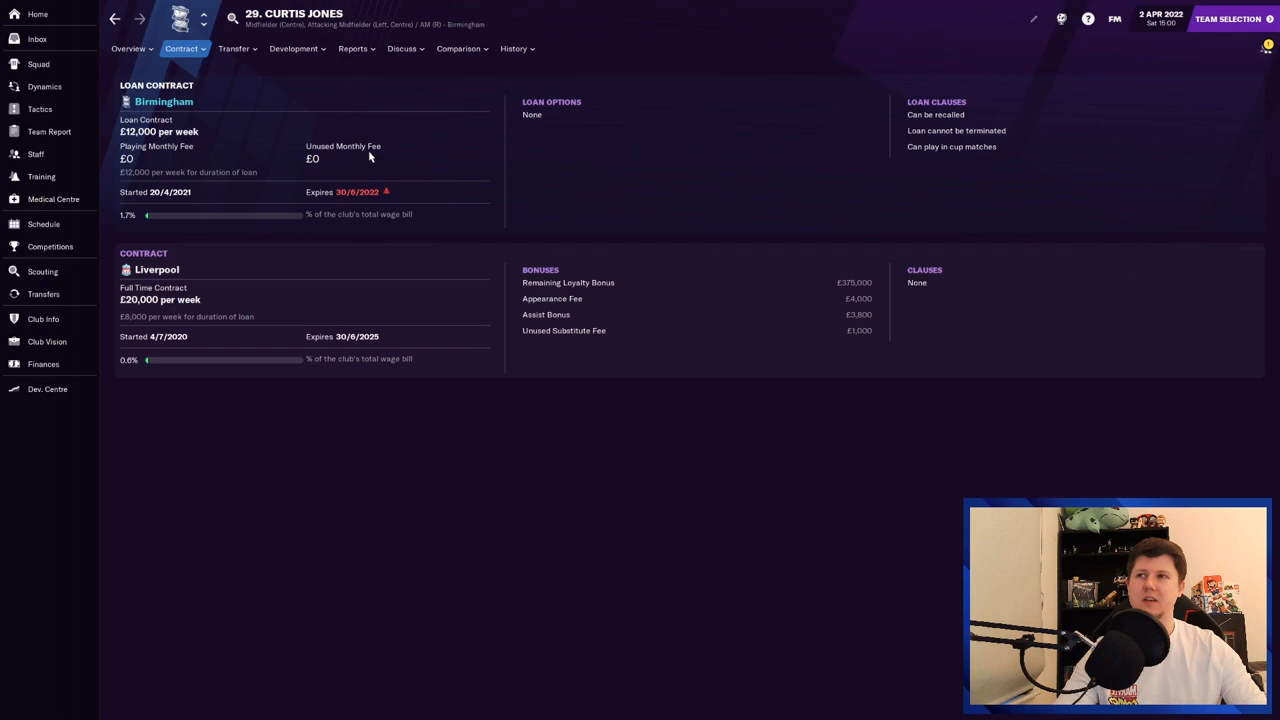 Home
Inbox
Squad
Dynamics
Tactics
Team Report
Staff
Training
Medical Centre
Schedule
Competitions
Scouting
Transfers
Club Info
Club Vision
Finances
Dev. Centre
29. CURTIS JONES
Midfielder (Centre), Attacking Midfielder (Left, Centre) / AM (R) - Birmingham
FM
2 APR 2022
Sat 15:00
TEAM SELECTION
Overview
Contract
Transfer
Development
Reports
Discuss
Comparison
History
1
LOAN CONTRACT
Birmingham
Loan Contract
£12,000 per week
Playing Monthly Fee
£0
Unused Monthly Fee
£0
£12,000 per week for duration of loan
Started 20/4/2021
Expires 30/6/2022
1.7%
% of the club's total wage bill
LOAN OPTIONS
None
LOAN CLAUSES
Can be recalled
Loan cannot be terminated
Can play in cup matches
CONTRACT
Liverpool
Full Time Contract
£20,000 per week
£8,000 per week for duration of loan
Started 4/7/2020
Expires 30/6/2025
0.6%
% of the club's total wage bill
BONUSES
Remaining Loyalty Bonus £375,000
Appearance Fee £4,000
Assist Bonus £3,800
Unused Substitute Fee £1,000
CLAUSES
None